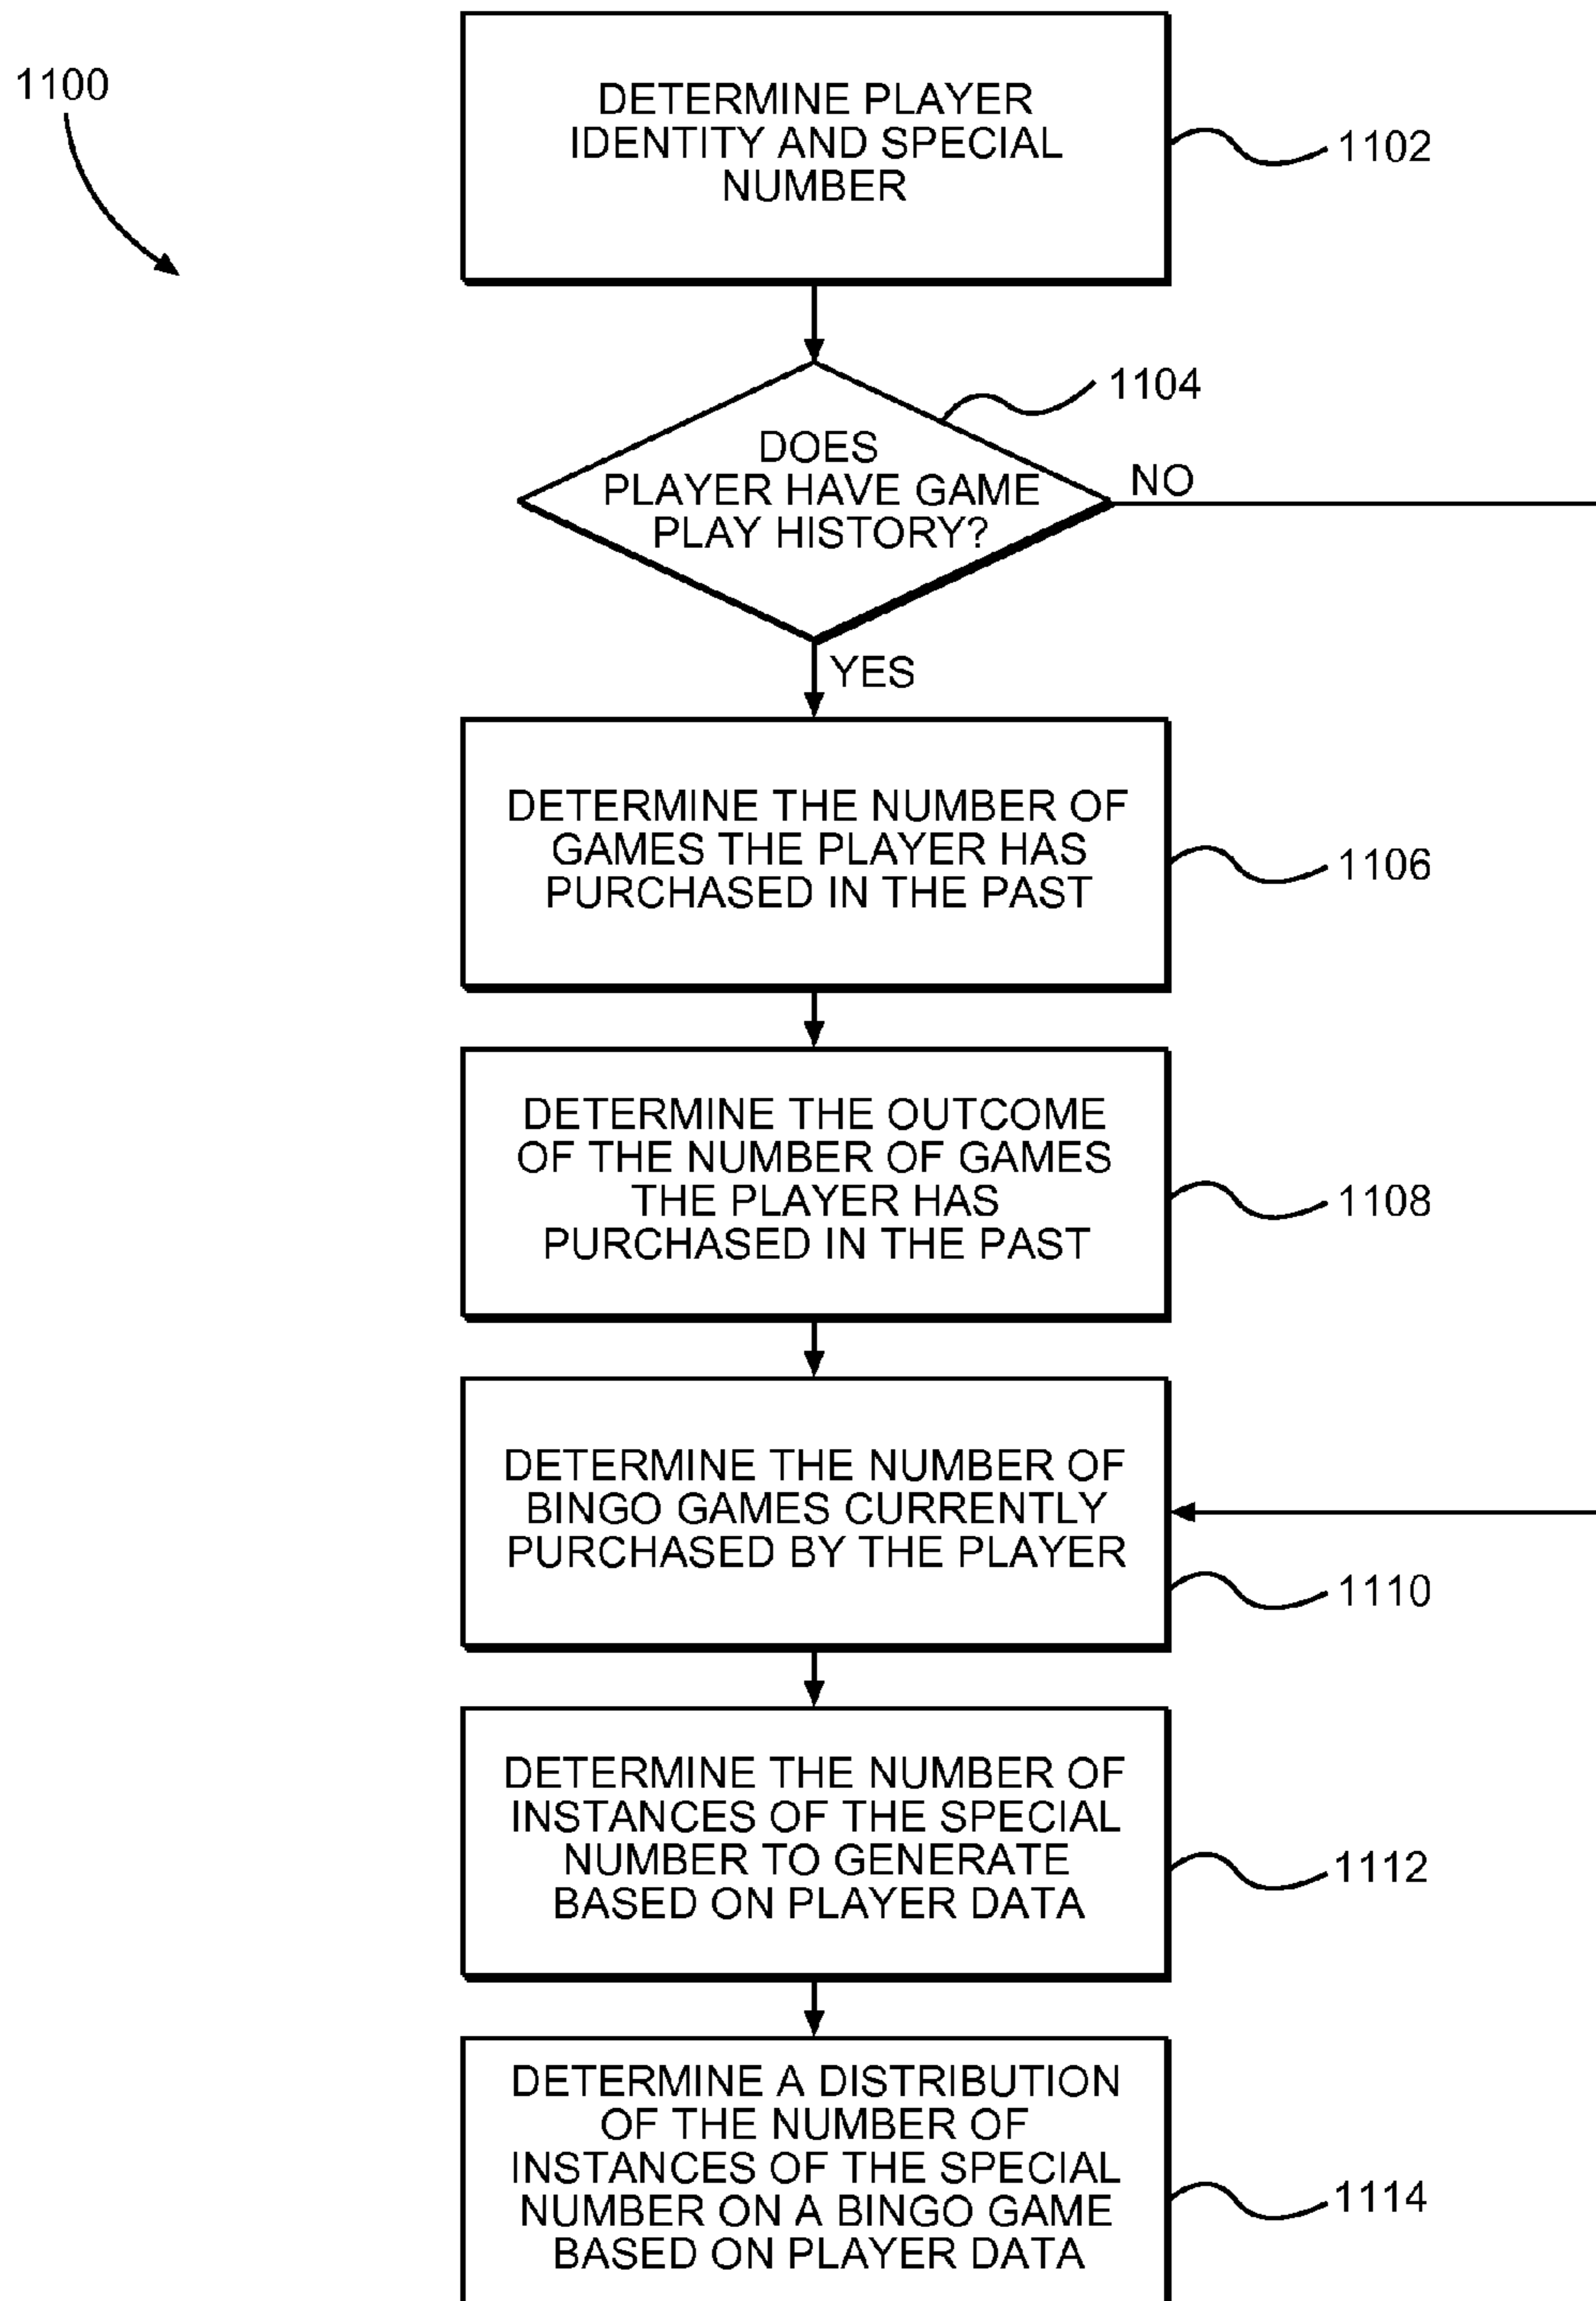 1100
DETERMINE PLAYER
IDENTITY AND SPECIAL
NUMBER
1102
1104
DOES
PLAYER HAVE GAME
PLAY HISTORY?
NO
YES
DETERMINE THE NUMBER OF
GAMES THE PLAYER HAS
PURCHASED IN THE PAST
1106
DETERMINE THE OUTCOME
OF THE NUMBER OF GAMES
THE PLAYER HAS
PURCHASED IN THE PAST
1108
DETERMINE THE NUMBER OF
BINGO GAMES CURRENTLY
PURCHASED BY THE PLAYER
1110
DETERMINE THE NUMBER OF
INSTANCES OF THE SPECIAL
NUMBER TO GENERATE
BASED ON PLAYER DATA
1112
DETERMINE A DISTRIBUTION
OF THE NUMBER OF
INSTANCES OF THE SPECIAL
NUMBER ON A BINGO GAME
BASED ON PLAYER DATA
1114